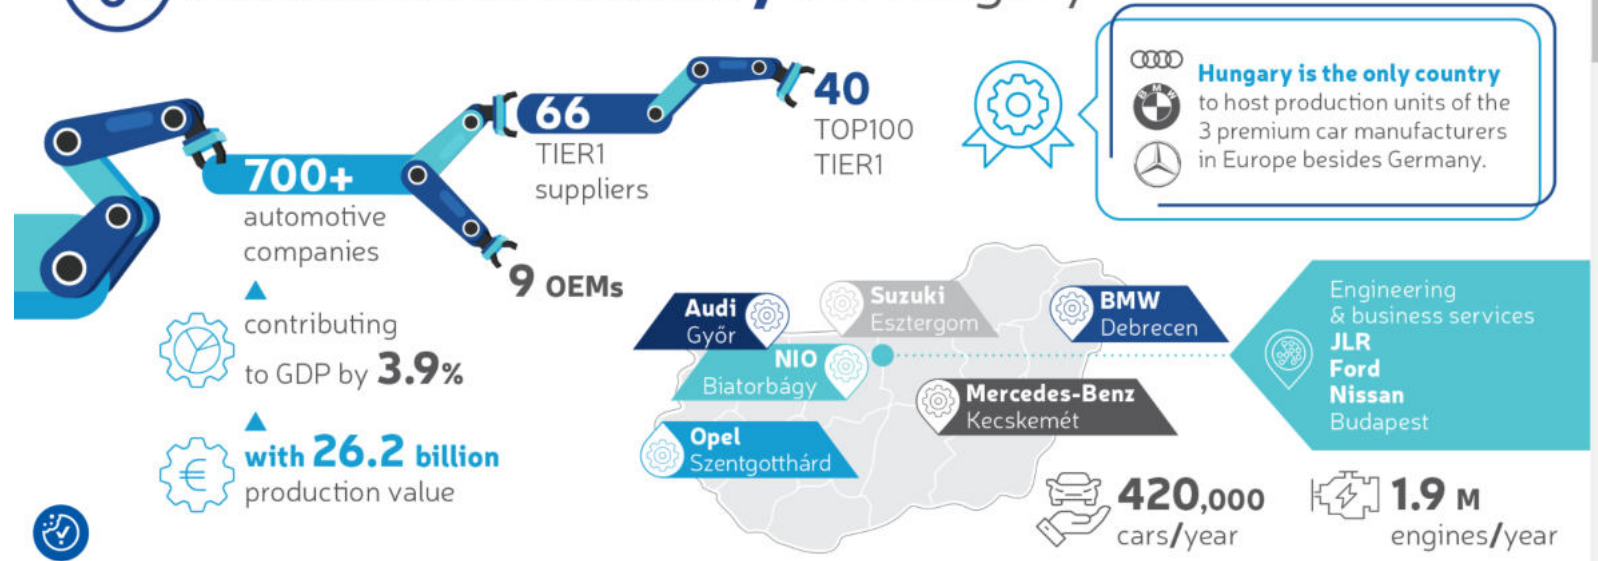 700+
automotive
companies
contributing
to GDP by 3.9%
with 26.2 billion
production value
€
66
TIER1
suppliers
40
TOP100
TIER1
9 OEMs
BMW
Hungary is the only country
to host production units of the
3 premium car manufacturers
in Europe besides Germany.
Audi
Győr
Suzuki
Esztergom
BMW
Debrecen
NIO
Biatorbágy
Mercedes-Benz
Kecskemét
Opel
Szentgotthárd
Engineering
& business services
JLR
Ford
Nissan
Budapest
420,000
cars/year
1.9 M
engines/year